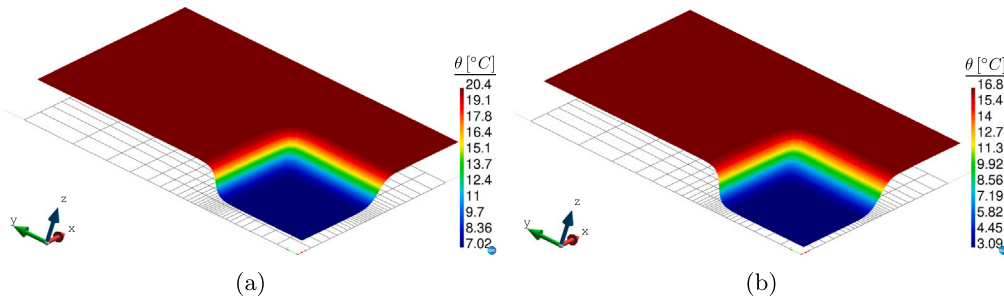 θ [°C]
20.4
19.1
17.8
16.4
15.1
13.7
12.4
11
9.7
8.36
7.02
z
y
x
(a)
θ [°C]
16.8
15.4
14
12.7
11.3
9.92
8.56
7.19
5.82
4.45
3.09
z
y
x
(b)